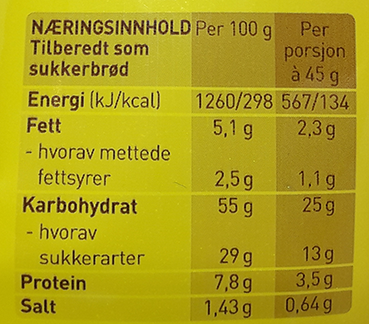 NÆRINGSINNHOLD Per 100 g Per
Tilberedt som porsjon
sukkerbrød à 45 g
Energi (kJ/kcal) 1260/298 567/134
Fett 5,1 g 2,3 g
- hvorav mettede
fettsyrer 2,5 g 1,1 g
Karbohydrat 55 g 25 g
- hvorav
sukkerarter 29 g 13 g
Protein 7,8 g 3,5 g
Salt 1,43 g 0,64 g